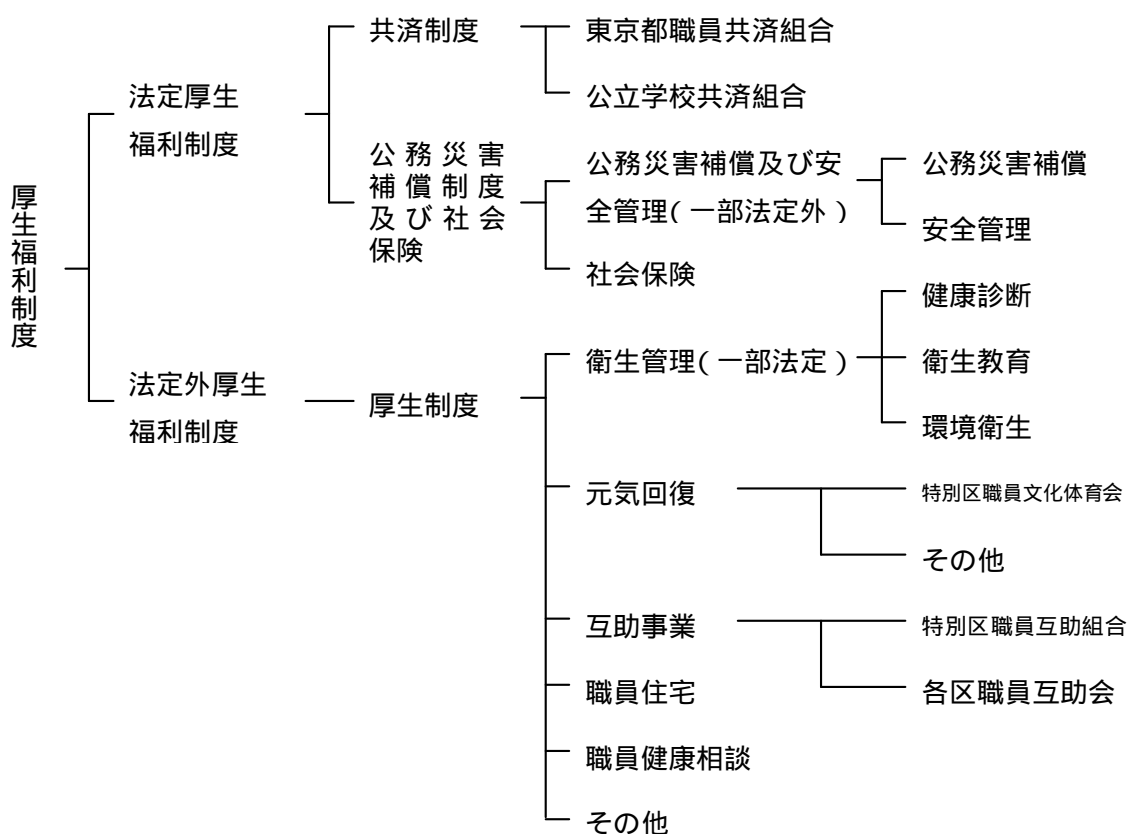 厚生福利制度
法定厚生
福利制度
共済制度
東京都職員共済組合
公立学校共済組合
公務災害
補償制度
及び社会
保険
公務災害補償及び安
全管理(一部法定外)
公務災害補償
安全管理
社会保険
法定外厚生
福利制度
厚生制度
衛生管理(一部法定)
健康診断
衛生教育
環境衛生
元気回復
特別区職員文化体育会
その他
互助事業
特別区職員互助組合
各区職員互助会
職員住宅
職員健康相談
その他